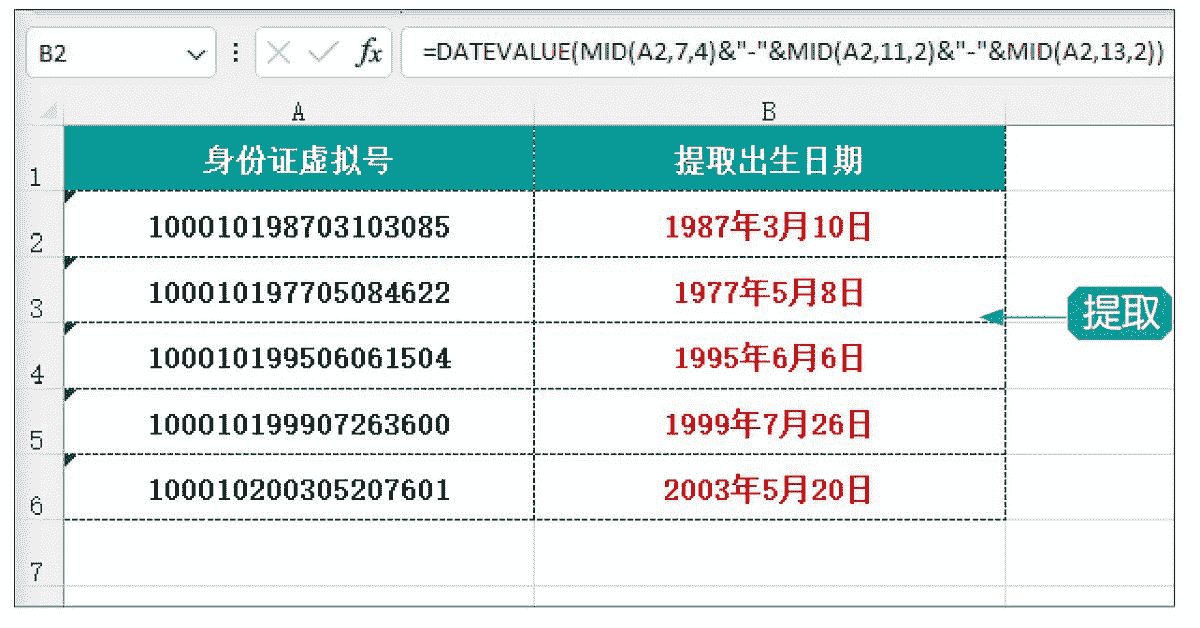 B2 fx =DATEVALUE(MID(A2,7,4)&"-"&MID(A2,11,2)&"-"&MID(A2,13,2))
A B
1 身份证虚拟号 提取出生日期
2 100010198703103085 1987年3月10日
3 100010197705084622 1977年5月8日
提取
4 100010199506061504 1995年6月6日
5 100010199907263600 1999年7月26日
6 100010200305207601 2003年5月20日
7